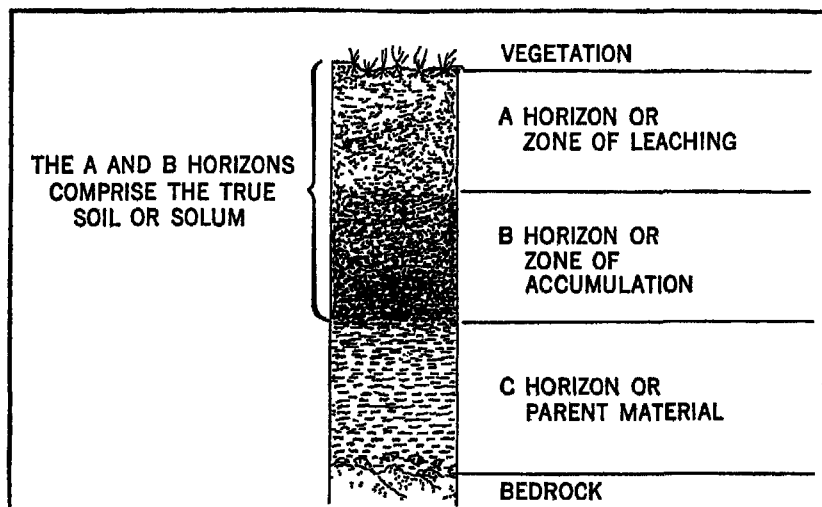 THE A AND B HORIZONS
COMPRISE THE TRUE
SOIL OR SOLUM
VEGETATION
A HORIZON OR
ZONE OF LEACHING
B HORIZON OR
ZONE OF
ACCUMULATION
C HORIZON OR
PARENT MATERIAL
BEDROCK